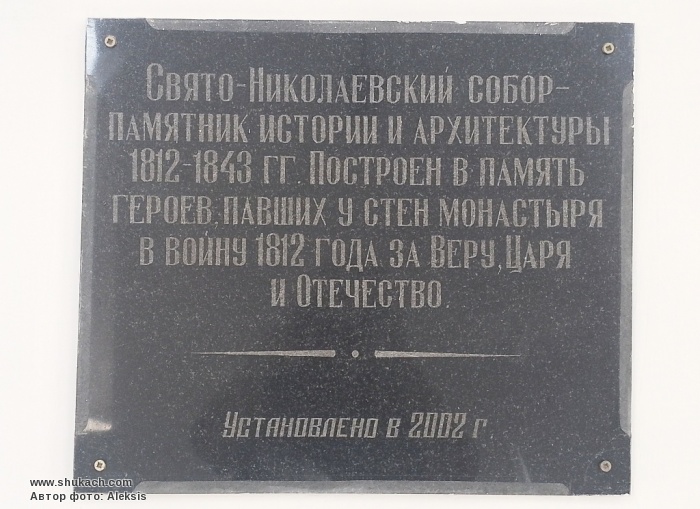 Свято-Николаевский собор-
памятник истории и архитектуры
1812-1843 гг. Построен в память
героев, павших у стен монастыря
в войну 1812 года за Веру, Царя
и Отечество.
Установлено в 2002 г
www.shukach.com
Автор фото: Aleksis